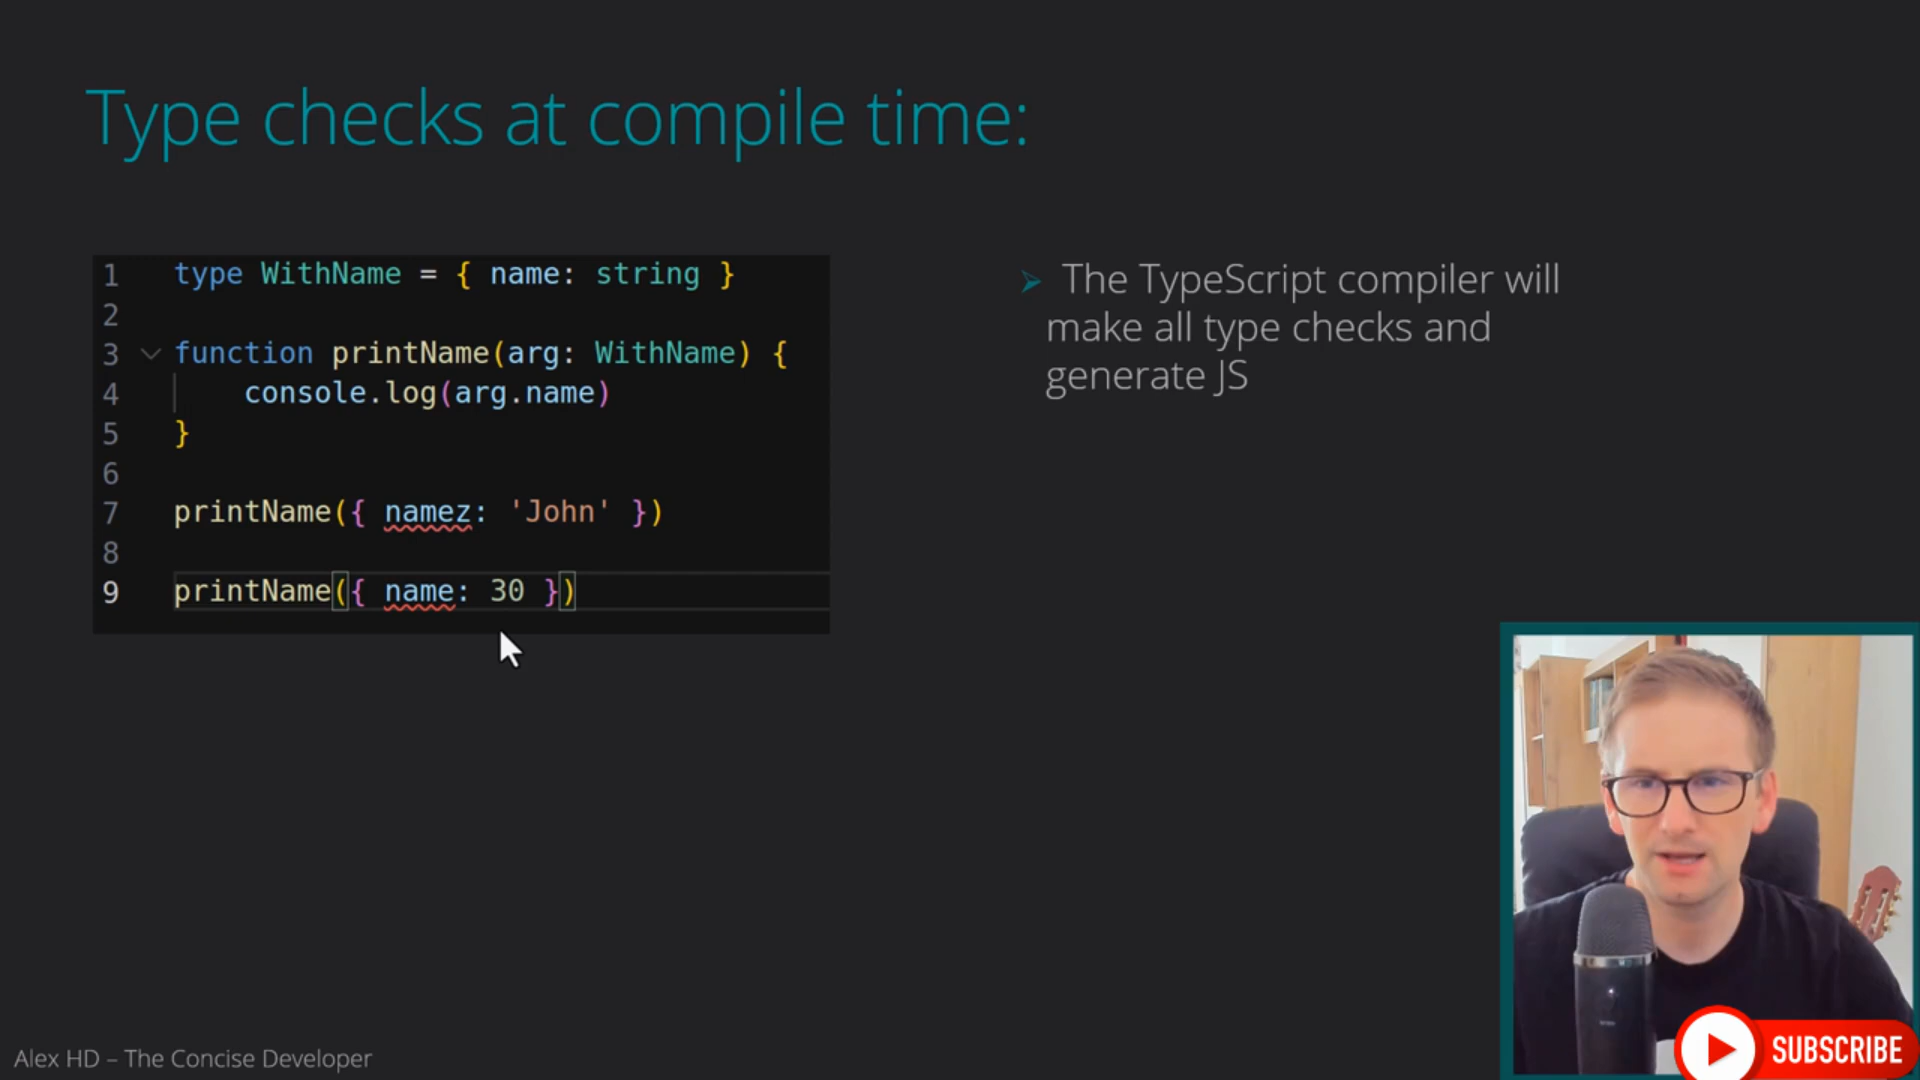 Type checks at compile time:
1 type WithName = { name: string }
2
3 function printName(arg: WithName) {
4 console.log(arg.name)
5 }
6
7 printName({ namez: 'John' })
8
9 printName({ name: 30 })
➢ The TypeScript compiler will
make all type checks and
generate JS
Alex HD – The Concise Developer
SUBSCRIBE